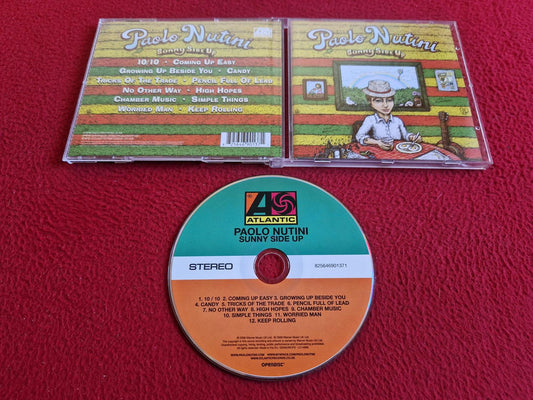 Paolo Nutini
Sunny Side Up
10/10 • Coming Up Easy
Growing Up Beside You • Candy
Tricks Of The Trade • Pencil Full Of Lead
No Other Way • High Hopes
Chamber Music • Simple Things
Worried Man • Keep Rolling
Paolo Nutini
Sunny Side Up
ATLANTIC
PAOLO NUTINI
SUNNY SIDE UP
STEREO
825646901371
1. 10 / 10 2. COMING UP EASY 3. GROWING UP BESIDE YOU
4. CANDY 5. TRICKS OF THE TRADE 6. PENCIL FULL OF LEAD
7. NO OTHER WAY 8. HIGH HOPES 9. CHAMBER MUSIC
10. SIMPLE THINGS 11. WORRIED MAN
12. KEEP ROLLING